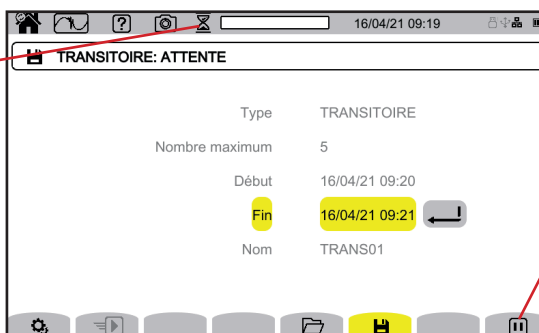 ? 16/04/21 09:19
TRANSITOIRE: ATTENTE
Type TRANSITOIRE
Nombre maximum 5
Début 16/04/21 09:20
Fin 16/04/21 09:21
Nom TRANS01